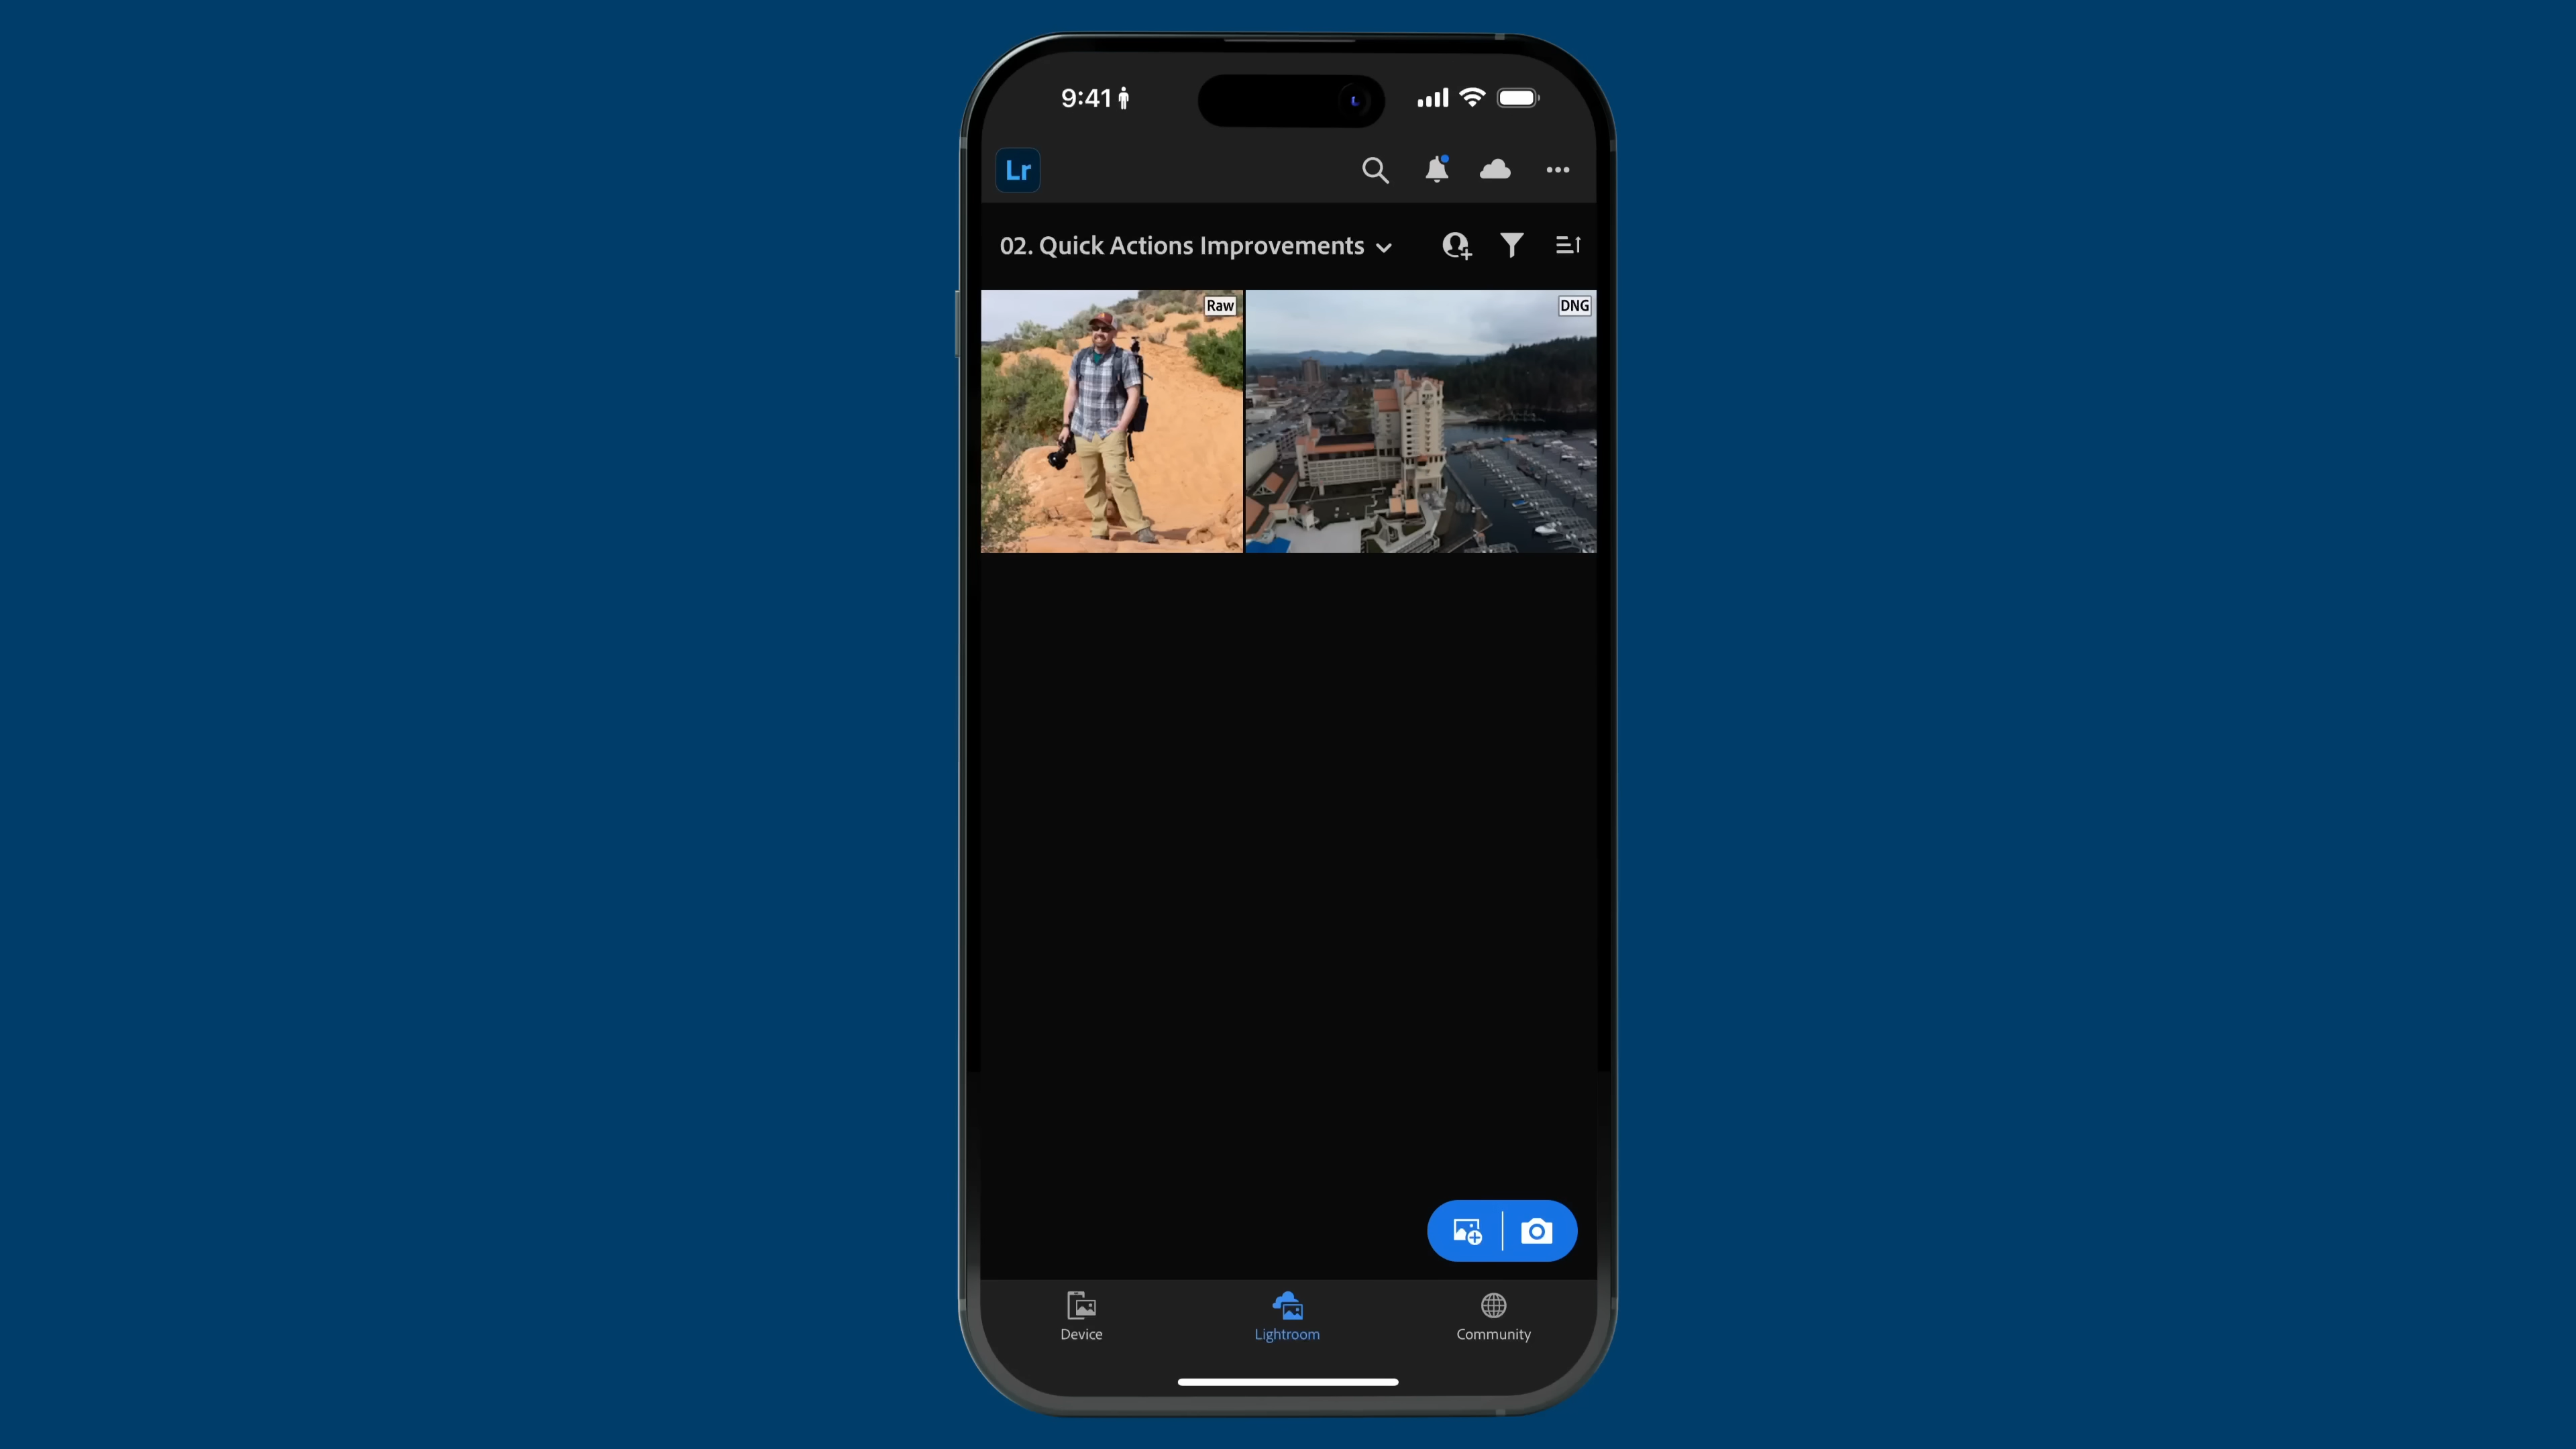 9:41
Lr
02. Quick Actions Improvements
Raw
DNG
Device
Lightroom
Community